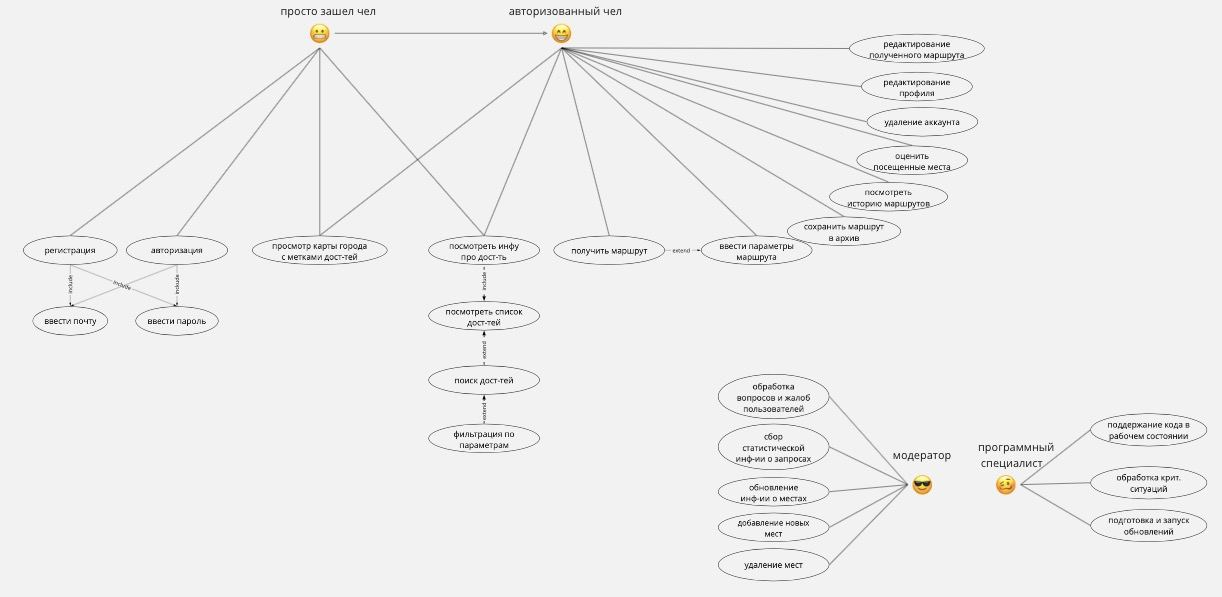 просто зашел чел
авторизованный чел
редактирование
полученного маршрута
редактирование
профиля
удаление аккаунта
оценить
посещенные места
посмотреть
историю маршрутов
сохранить маршрут
в архив
регистрация
авторизация
просмотр карты города
с метками дост-тей
посмотреть инфу
про дост-ть
получить маршрут
extend
ввести параметры
маршрута
include
include
include
include
ввести почту
ввести пароль
посмотреть список
дост-тей
extend
поиск дост-тей
extend
фильтрация по
параметрам
обработка
вопросов и жалоб
пользователей
сбор
статистической
инф-ии о запросах
обновление
инф-ии о местах
добавление новых
мест
удаление мест
модератор
программный
специалист
поддержание кода в
рабочем состоянии
обработка крит.
ситуаций
подготовка и запуск
обновлений